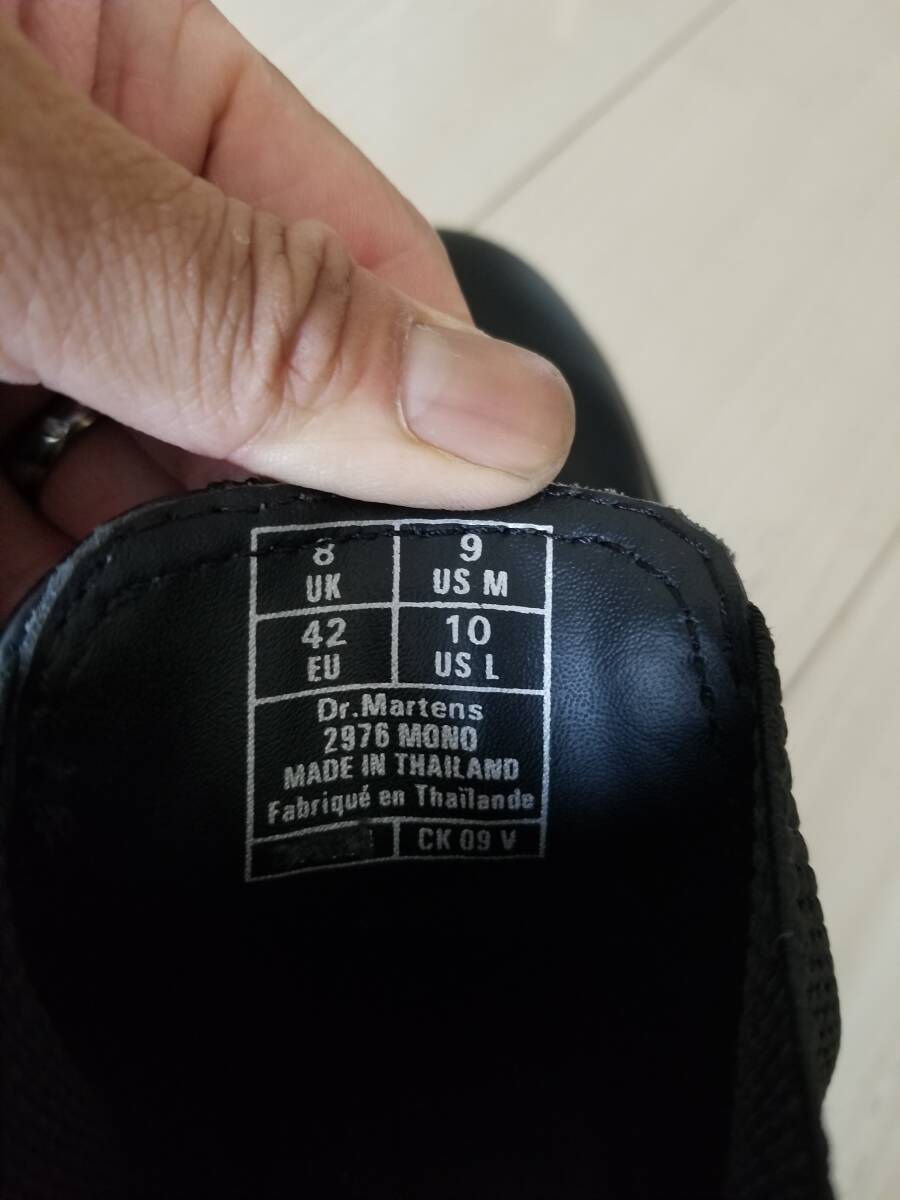 8 9
UK US M
42 10
EU US L
Dr.Martens
2976 MONO
MADE IN THAILAND
Fabriqué en Thaïlande
CK 09 V